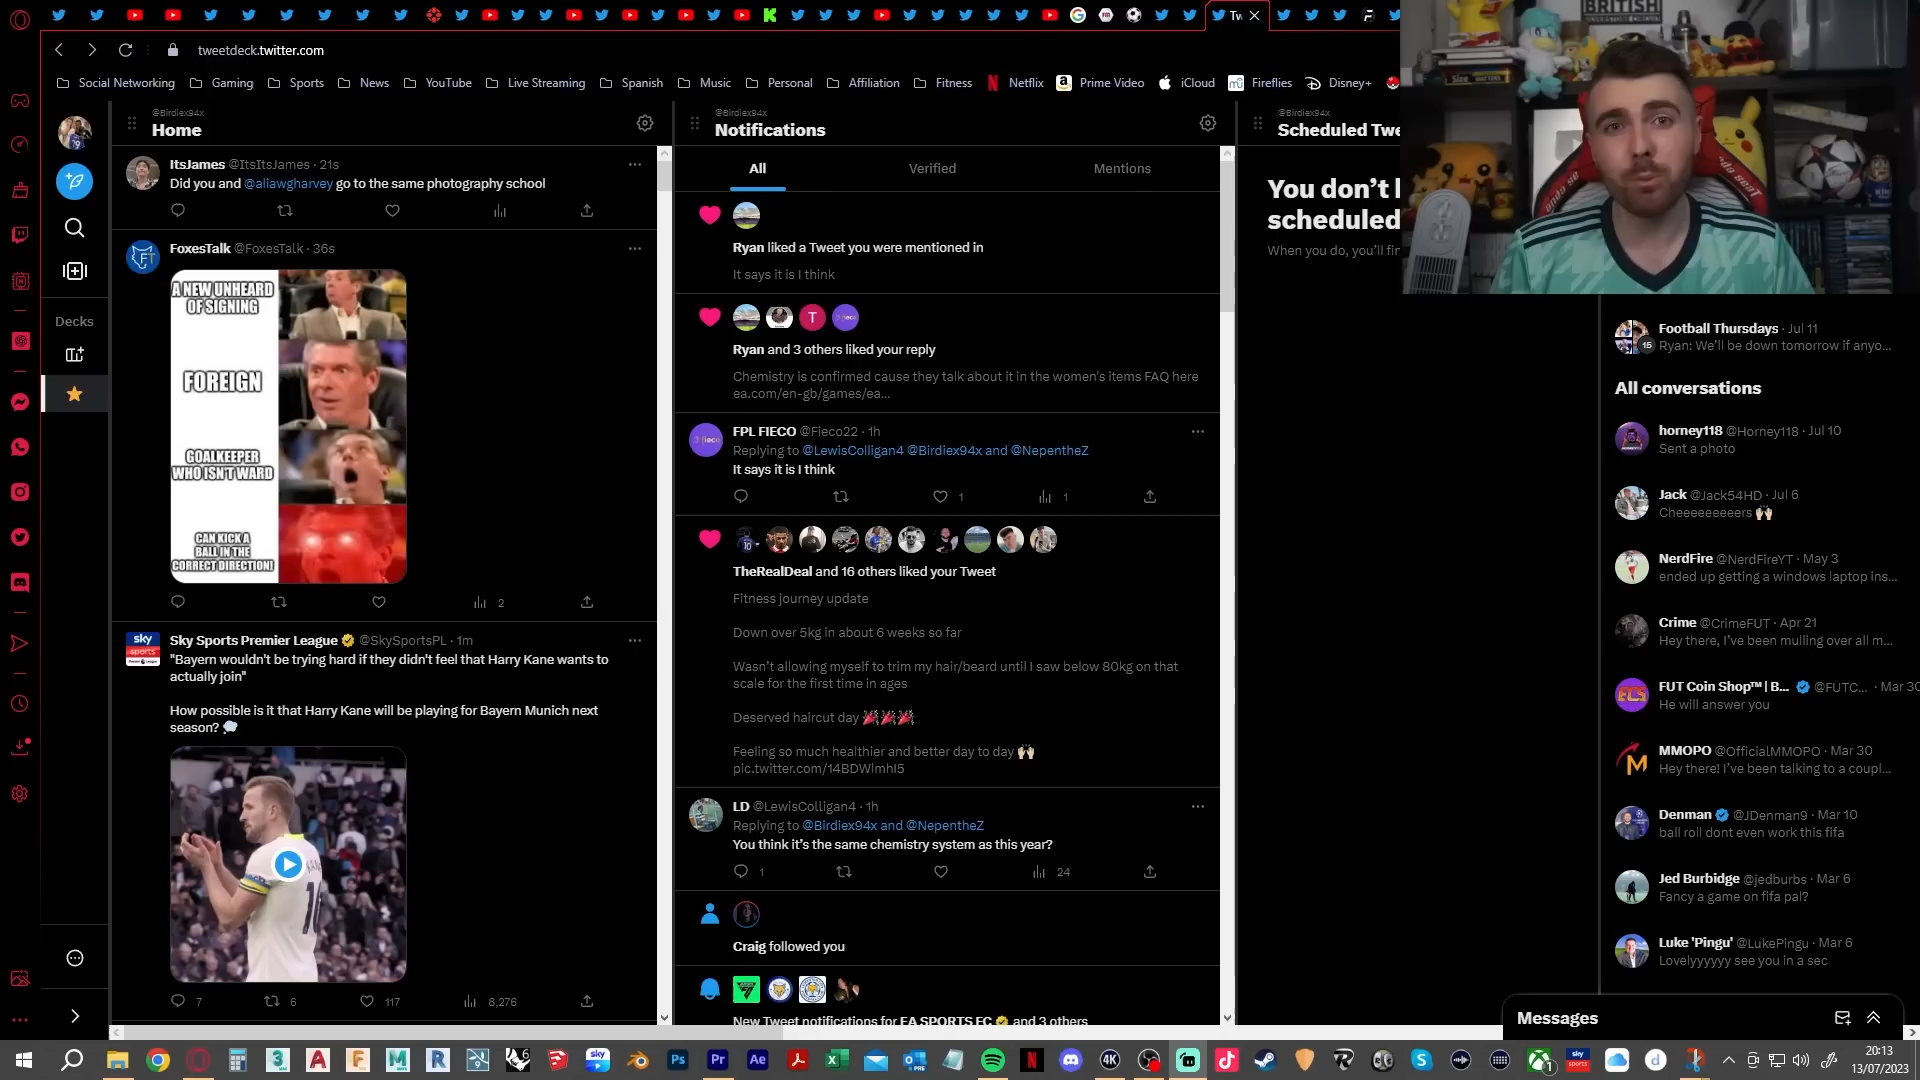 Tw
tweetdeck.twitter.com
Social Networking
Gaming
Sports
News
YouTube
Live Streaming
Spanish
Music
Personal
Affiliation
Fitness
Netflix
Prime Video
iCloud
Fireflies
Disney+
BRITISH
@Birdiex94x
Home
ItsJames @ItsItsJames · 21s
Did you and @aliawgharvey go to the same photography school
FoxesTalk @FoxesTalk · 36s
A NEW UNHEARD
OF SIGNING
FOREIGN
GOALKEEPER
WHO ISN'T WARD
CAN KICK A
BALL IN THE
CORRECT DIRECTION!
2
Sky Sports Premier League @SkySportsPL · 1m
"Bayern wouldn't be trying hard if they didn't feel that Harry Kane wants to
actually join"
How possible is it that Harry Kane will be playing for Bayern Munich next
season? 💭
7
6
117
8,276
Decks
@Birdiex94x
Notifications
All
Verified
Mentions
Ryan liked a Tweet you were mentioned in
It says it is I think
T
Ryan and 3 others liked your reply
Chemistry is confirmed cause they talk about it in the women's items FAQ here
ea.com/en-gb/games/ea...
FPL FIECO @Fieco22 · 1h
Replying to @LewisColligan4 @Birdiex94x and @NepentheZ
It says it is I think
1
1
TheRealDeal and 16 others liked your Tweet
Fitness journey update
Down over 5kg in about 6 weeks so far
Wasn't allowing myself to trim my hair/beard until I saw below 80kg on that
scale for the first time in ages
Deserved haircut day 🎉🎉🎉
Feeling so much healthier and better day to day 🙌🏻
pic.twitter.com/14BDWlmhI5
LD @LewisColligan4 · 1h
Replying to @Birdiex94x and @NepentheZ
You think it's the same chemistry system as this year?
1
24
Craig followed you
New Tweet notifications for EA SPORTS FC and 3 others
@Birdiex94x
Scheduled Twe
You don't h
scheduled
When you do, you'll fin
15
Football Thursdays · Jul 11
Ryan: We'll be down tomorrow if anyo...
All conversations
horney118 @Horney118 · Jul 10
Sent a photo
Jack @Jack54HD · Jul 6
Cheeeeeeeers 🙌🏻
NerdFire @NerdFireYT · May 3
ended up getting a windows laptop ins...
Crime @CrimeFUT · Apr 21
Hey there, I've been mulling over all m...
FUT Coin Shop™ | B... @FUTC... · Mar 30
He will answer you
MMOPO @OfficialMMOPO · Mar 30
Hey there! I've been talking to a coupl...
Denman @JDenman9 · Mar 10
ball roll dont even work this fifa
Jed Burbidge @jedburbs · Mar 6
Fancy a game on fifa pal?
Luke 'Pingu' @LukePingu · Mar 6
Lovelyyyyyy see you in a sec
Messages
20:13
13/07/2023